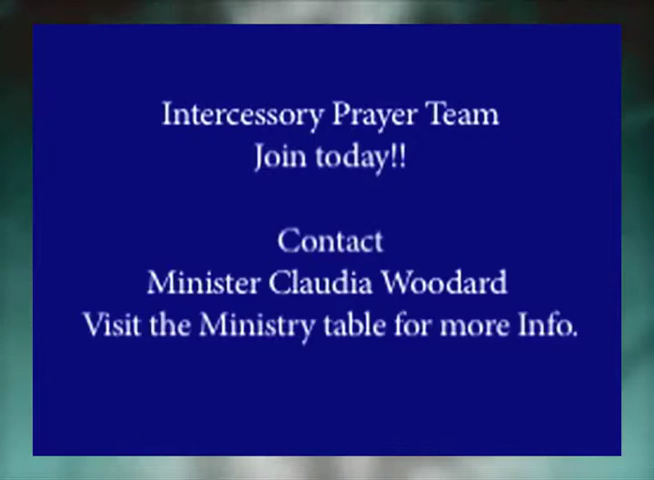 Intercessory Prayer Team
Join today!!
Contact
Minister Claudia Woodard
Visit the Ministry table for more Info.